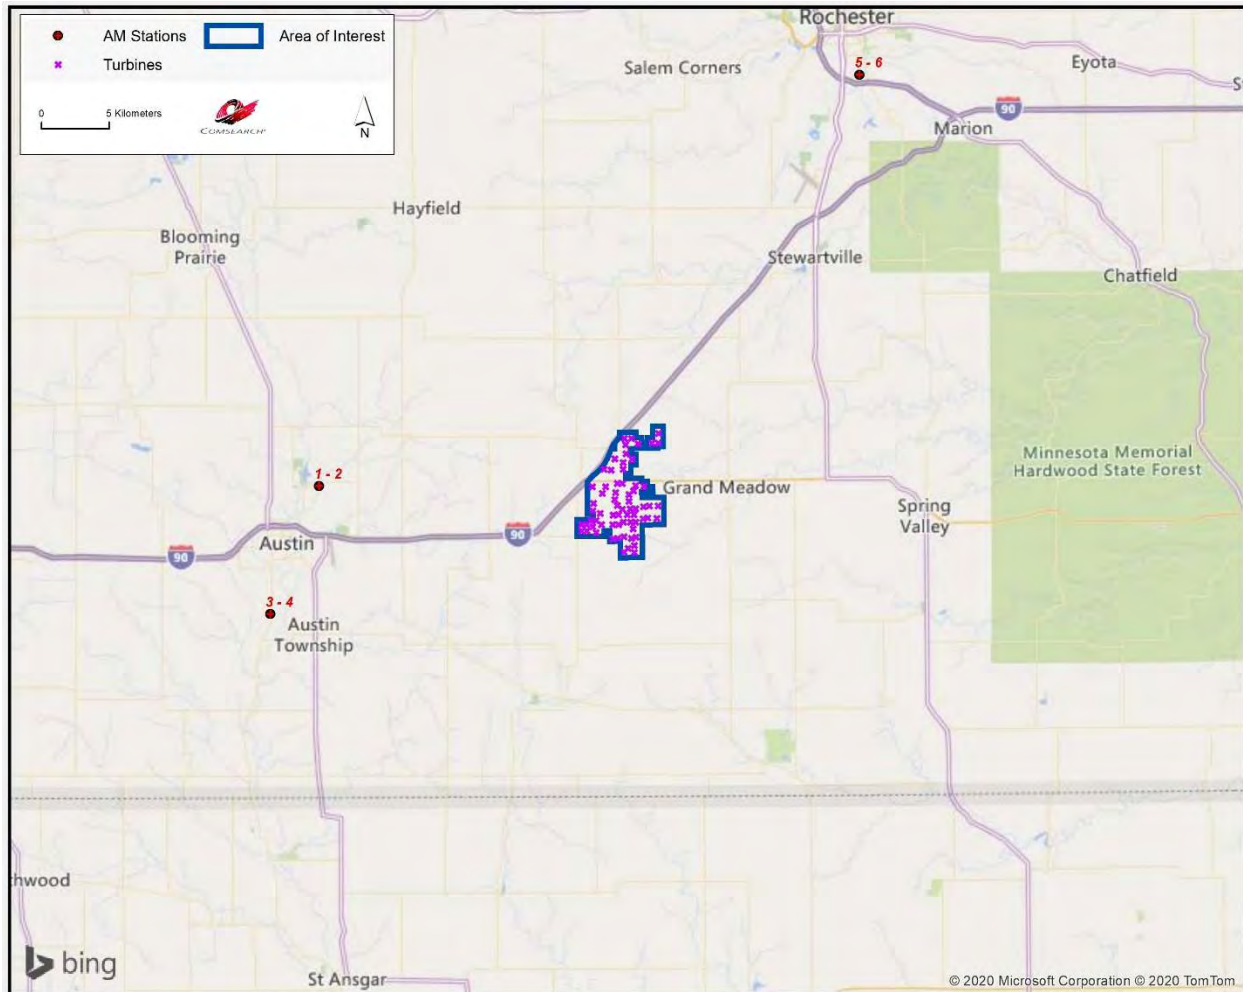 AM Stations
Area of Interest
Turbines
0
5 Kilometers
COMSEARCH
N
Rochester
5 - 6
Salem Corners
Eyota
90
Marion
Hayfield
Blooming
Prairie
Stewartville
Chatfield
Minnesota Memorial
Hardwood State Forest
1 - 2
Grand Meadow
Spring
Valley
Austin
90
90
3 - 4
Austin
Township
thwood
bing
St Ansgar
© 2020 Microsoft Corporation © 2020 TomTom